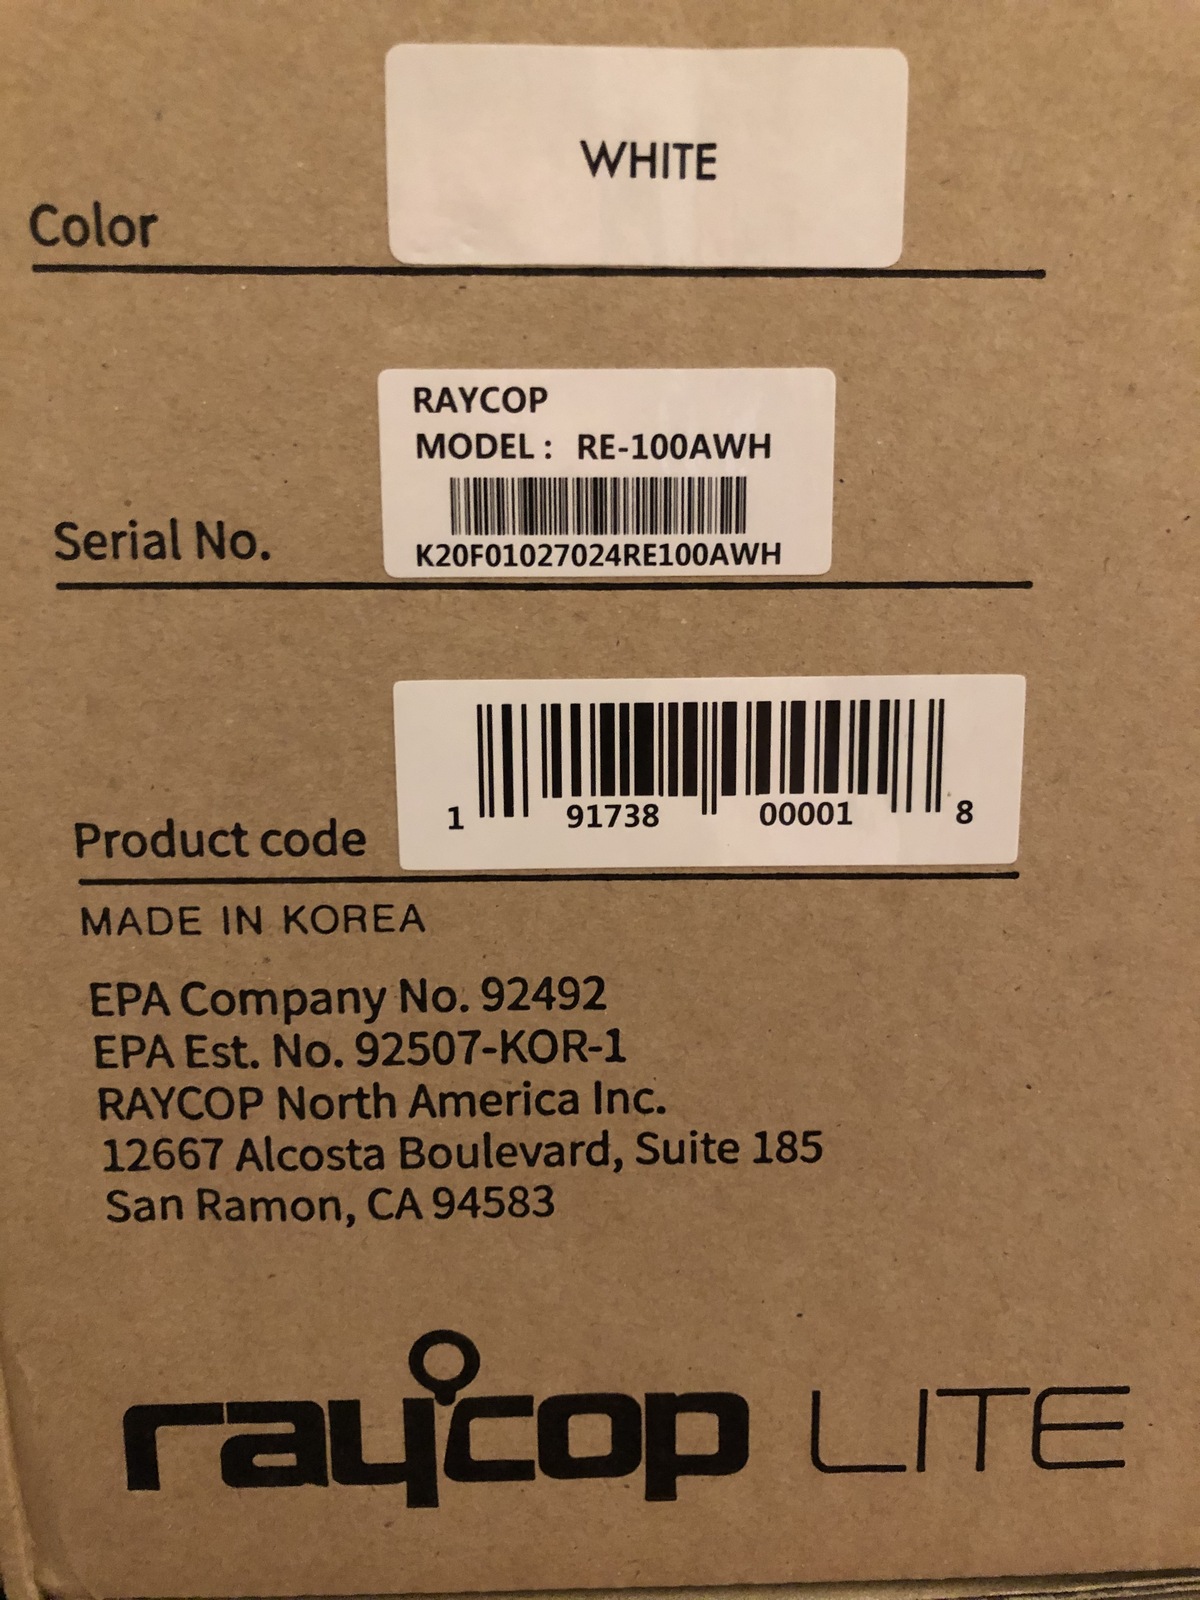 WHITE
Color
RAYCOP
MODEL : RE-100AWH
K20F01027024RE100AWH
Serial No.
1 91738 00001 8
Product code
MADE IN KOREA
EPA Company No. 92492
EPA Est. No. 92507-KOR-1
RAYCOP North America Inc.
12667 Alcosta Boulevard, Suite 185
San Ramon, CA 94583
raycop LITE